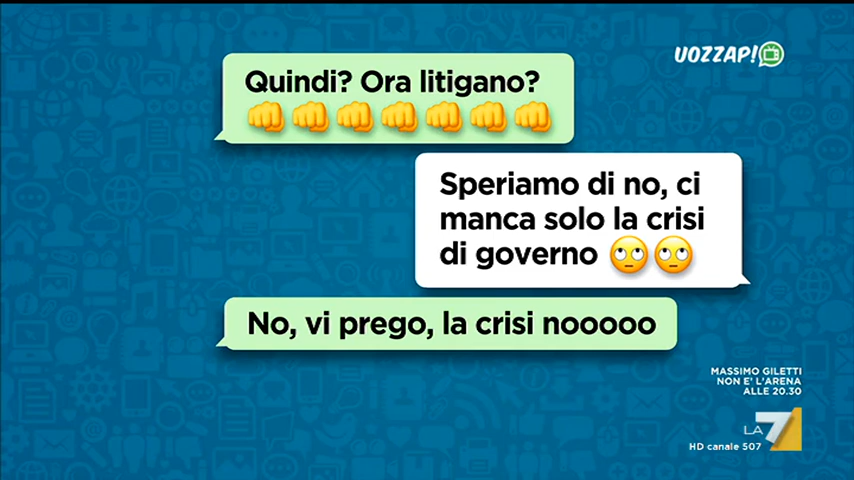 UOZZAP!
Quindi? Ora litigano?
👊👊👊👊👊👊👊
Speriamo di no, ci
manca solo la crisi
di governo 🙄🙄
No, vi prego, la crisi nooooo
MASSIMO GILETTI
NON E' L'ARENA
ALLE 20.30
LA7
HD canale 507